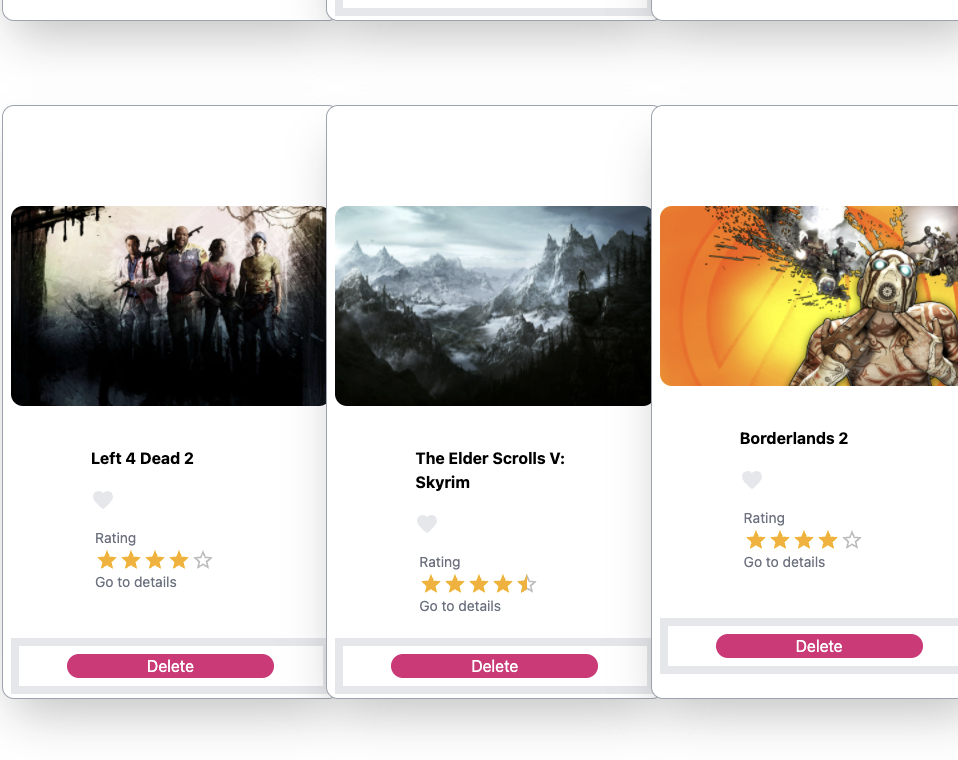 Left 4 Dead 2
Rating
Go to details
Delete
The Elder Scrolls V:
Skyrim
Rating
Go to details
Delete
Borderlands 2
Rating
Go to details
Delete